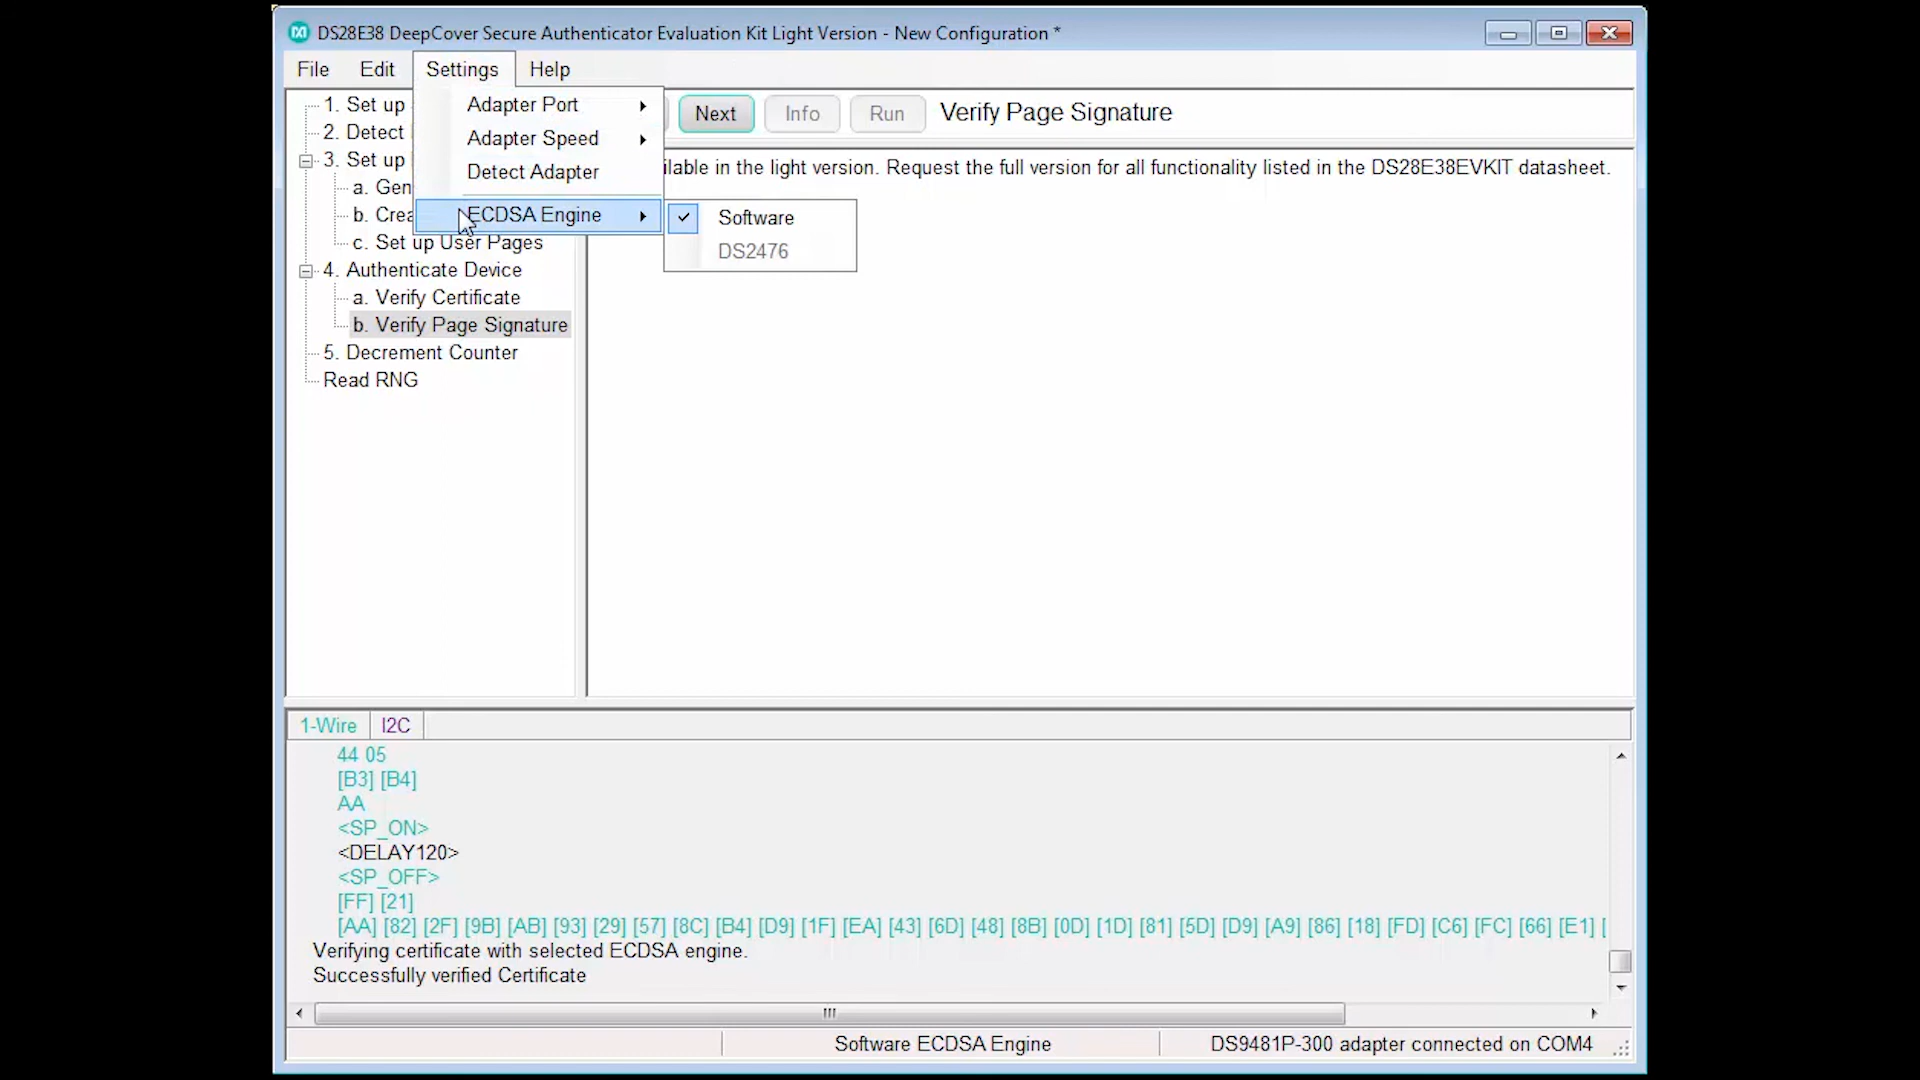 DS28E38 DeepCover Secure Authenticator Evaluation Kit Light Version - New Configuration *
File Edit Settings Help
Adapter Port
Adapter Speed
Detect Adapter
ECDSA Engine
Software
DS2476
1. Set up
2. Detect
3. Set up
a. Gen
b. Crea
c. Set up User Pages
4. Authenticate Device
a. Verify Certificate
b. Verify Page Signature
5. Decrement Counter
Read RNG
Next Info Run Verify Page Signature
ilable in the light version. Request the full version for all functionality listed in the DS28E38EVKIT datasheet.
1-Wire I2C
44 05
[B3] [B4]
AA
<SP_ON>
<DELAY120>
<SP_OFF>
[FF] [21]
[AA] [82] [2F] [9B] [AB] [93] [29] [57] [8C] [B4] [D9] [1F] [EA] [43] [6D] [48] [8B] [0D] [1D] [81] [5D] [D9] [A9] [86] [18] [FD] [C6] [FC] [66] [E1] [
Verifying certificate with selected ECDSA engine.
Successfully verified Certificate
Software ECDSA Engine
DS9481P-300 adapter connected on COM4